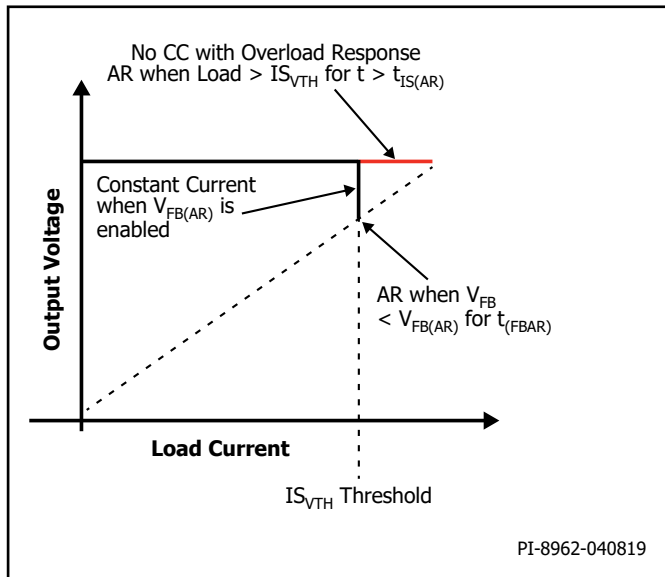 No CC with Overload Response
AR when Load > IS_VTH for t > t_IS(AR)
Constant Current
when V_FB(AR) is
enabled
AR when V_FB
< V_FB(AR) for t_(FBAR)
Output Voltage
Load Current
IS_VTH Threshold
PI-8962-040819